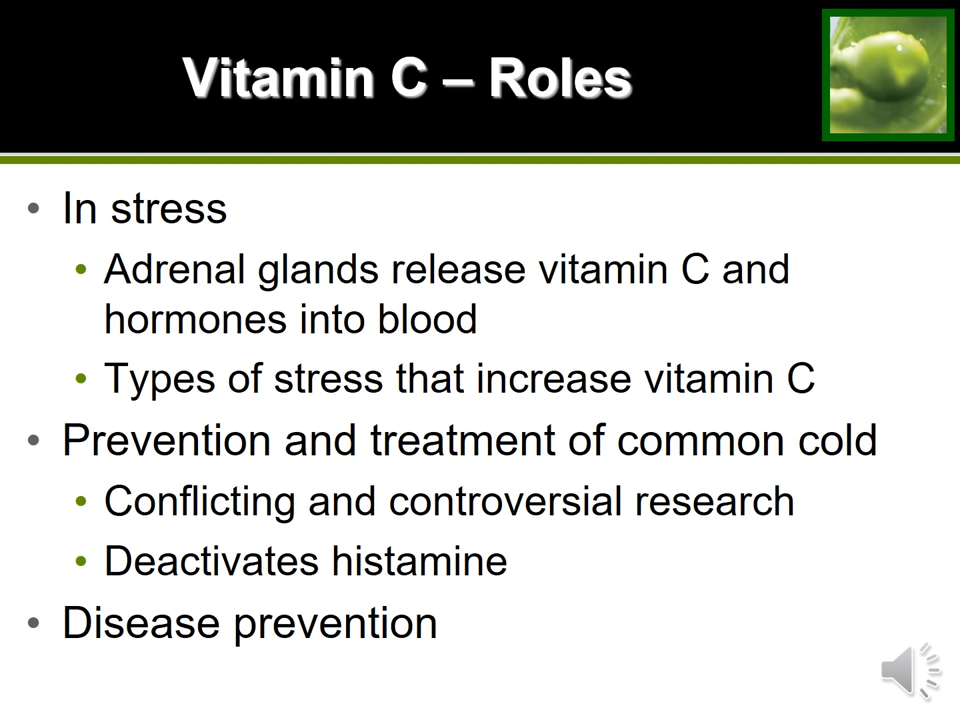 Vitamin C – Roles
• In stress
• Adrenal glands release vitamin C and
hormones into blood
• Types of stress that increase vitamin C
• Prevention and treatment of common cold
• Conflicting and controversial research
• Deactivates histamine
• Disease prevention